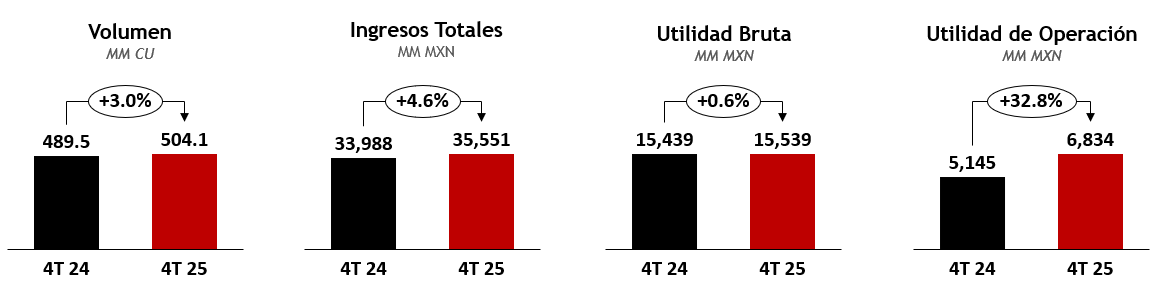 Volumen
MM CU
+3.0%
489.5
504.1
4T 24
4T 25
Ingresos Totales
MM MXN
+4.6%
33,988
35,551
4T 24
4T 25
Utilidad Bruta
MM MXN
+0.6%
15,439
15,539
4T 24
4T 25
Utilidad de Operación
MM MXN
+32.8%
5,145
6,834
4T 24
4T 25